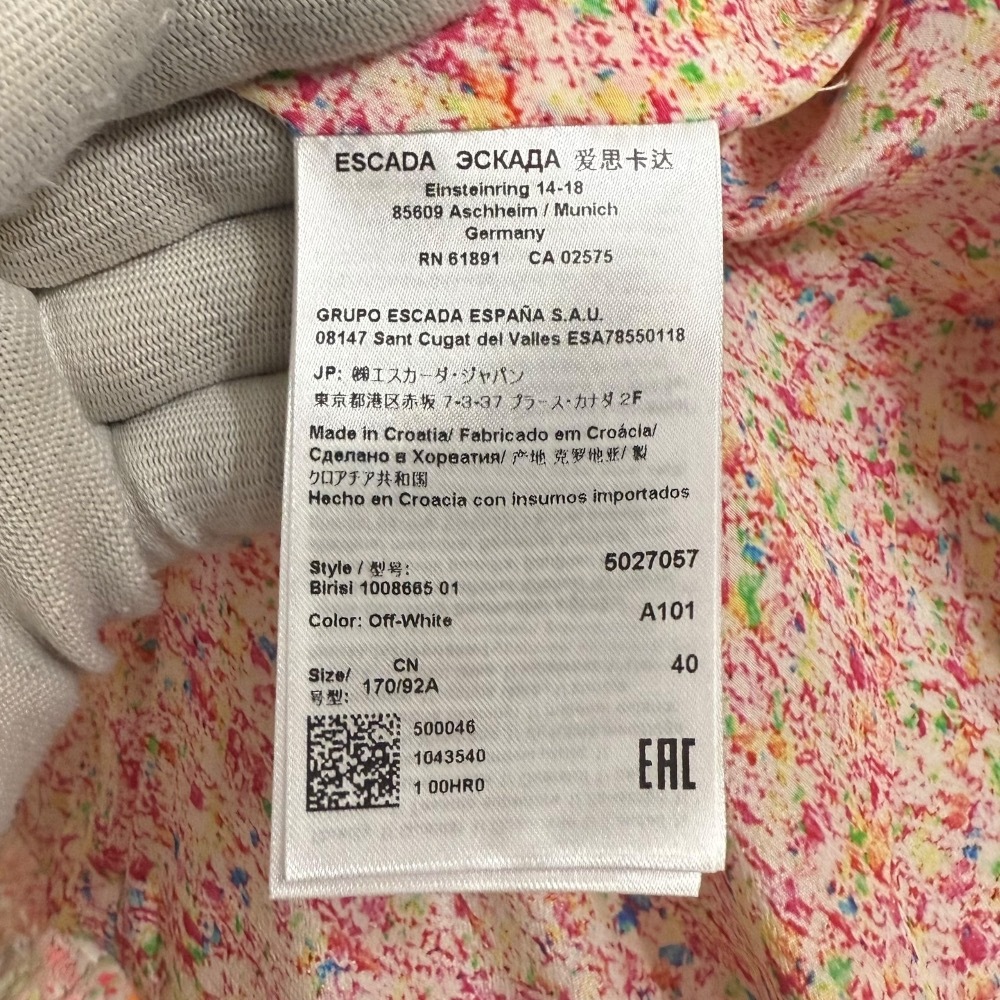 ESCADA ЭСКАДА 爱思卡达
Einsteinring 14-18
85609 Aschheim / Munich
Germany
RN 61891 CA 02575
GRUPO ESCADA ESPAÑA S.A.U.
08147 Sant Cugat del Valles ESA78550118
JP: ㈱エスカーダ・ジャパン
東京都港区赤坂 7-3-37 プラース・カナダ 2F
Made in Croatia/ Fabricado em Croácia/
Сделано в Хорватия/ 产地 克罗地亚/ 製
クロアチア共和国
Hecho en Croacia con insumos importados
Style / 型号: 5027057
Birisi 1008665 01
Color: Off-White A101
Size/ CN 40
号型: 170/92A
500046
1043540
1 00HR0
EAC